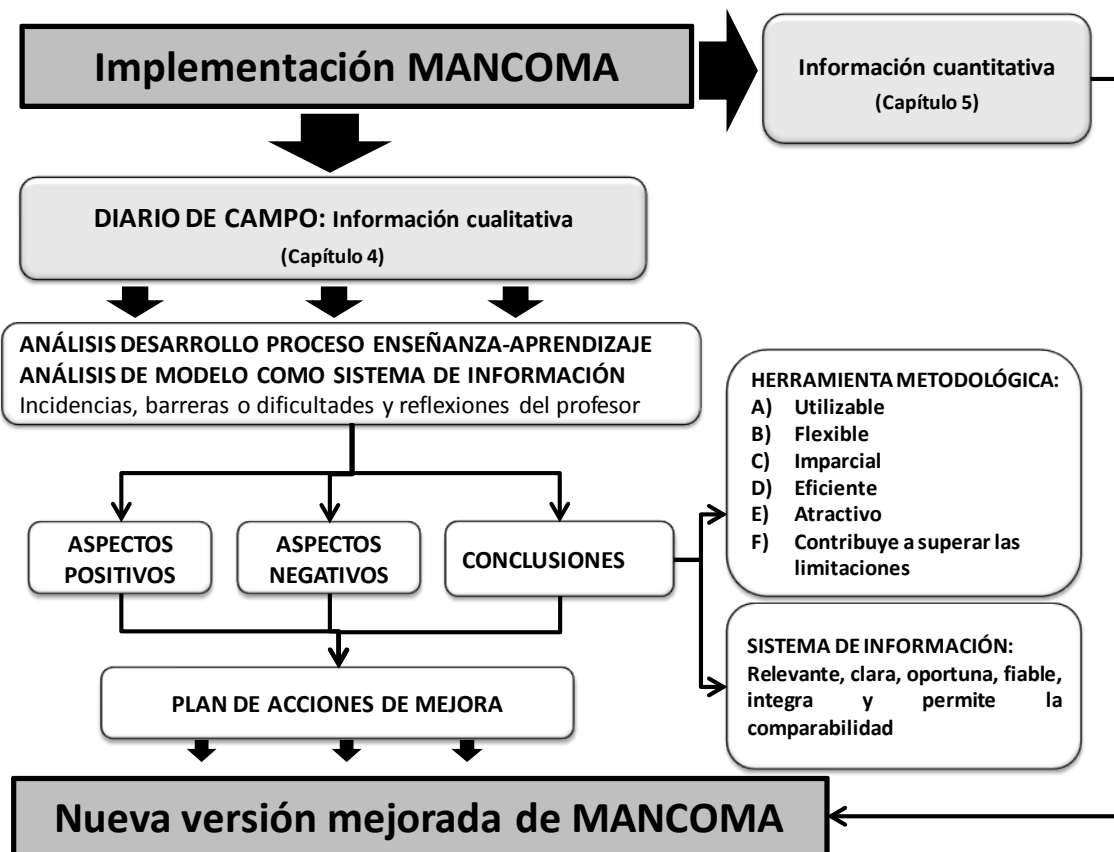 Implementación MANCOMA
Información cuantitativa
(Capítulo 5)
DIARIO DE CAMPO: Información cualitativa
(Capítulo 4)
ANÁLISIS DESARROLLO PROCESO ENSEÑANZA-APRENDIZAJE
ANÁLISIS DE MODELO COMO SISTEMA DE INFORMACIÓN
Incidencias, barreras o dificultades y reflexiones del profesor
HERRAMIENTA METODOLÓGICA:
A) Utilizable
B) Flexible
C) Imparcial
D) Eficiente
E) Atractivo
F) Contribuye a superar las
limitaciones
ASPECTOS
POSITIVOS
ASPECTOS
NEGATIVOS
CONCLUSIONES
SISTEMA DE INFORMACIÓN:
Relevante, clara, oportuna, fiable,
integra y permite la
comparabilidad
PLAN DE ACCIONES DE MEJORA
Nueva versión mejorada de MANCOMA